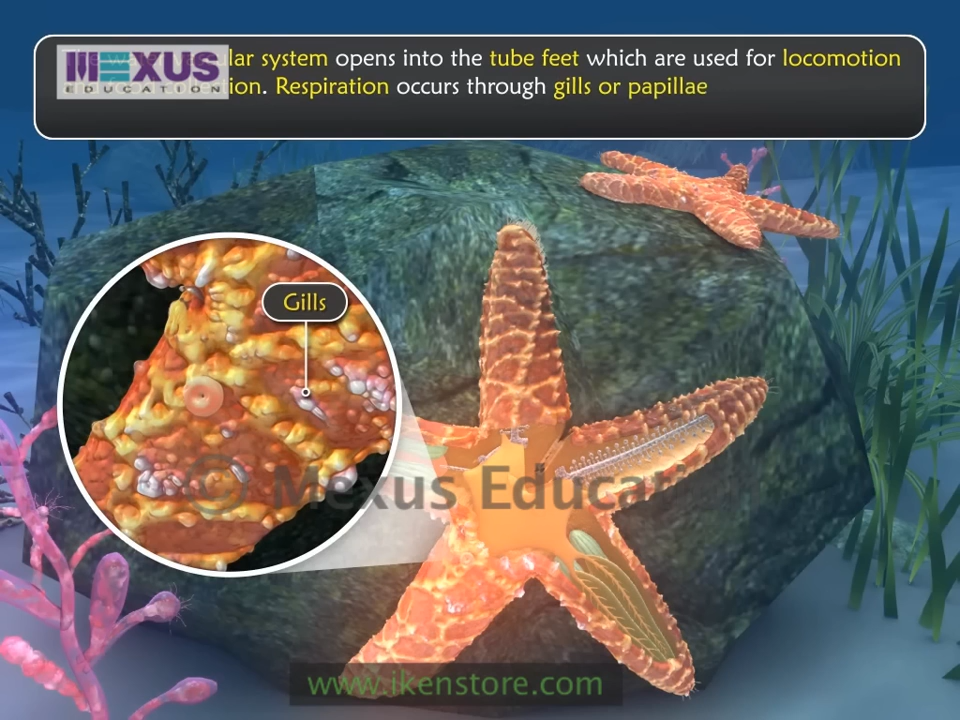 MEXUS
EDUCATION
lar system opens into the tube feet which are used for locomotion
ion. Respiration occurs through gills or papillae
Gills
© Mexus Educati
www.ikenstore.com